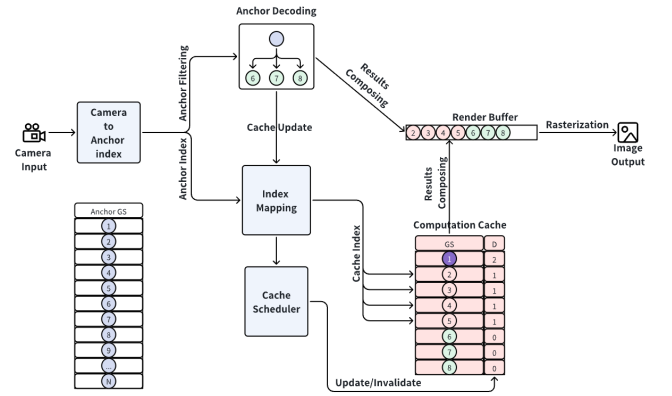 Anchor Decoding
6 7 8
Anchor Filtering
Results
Composing
Camera
to
Anchor
index
Camera
Input
Cache Update
Render Buffer
2 3 4 5 6 7 8
Rasterization
Image
Output
Anchor Index
Index
Mapping
Results
Composing
Anchor GS
1
2
3
4
5
6
7
8
9
...
N
Cache Index
Computation Cache
GS D
1 2
2 1
3 1
4 1
5 1
6 0
7 0
8 0
Cache
Scheduler
Update/Invalidate